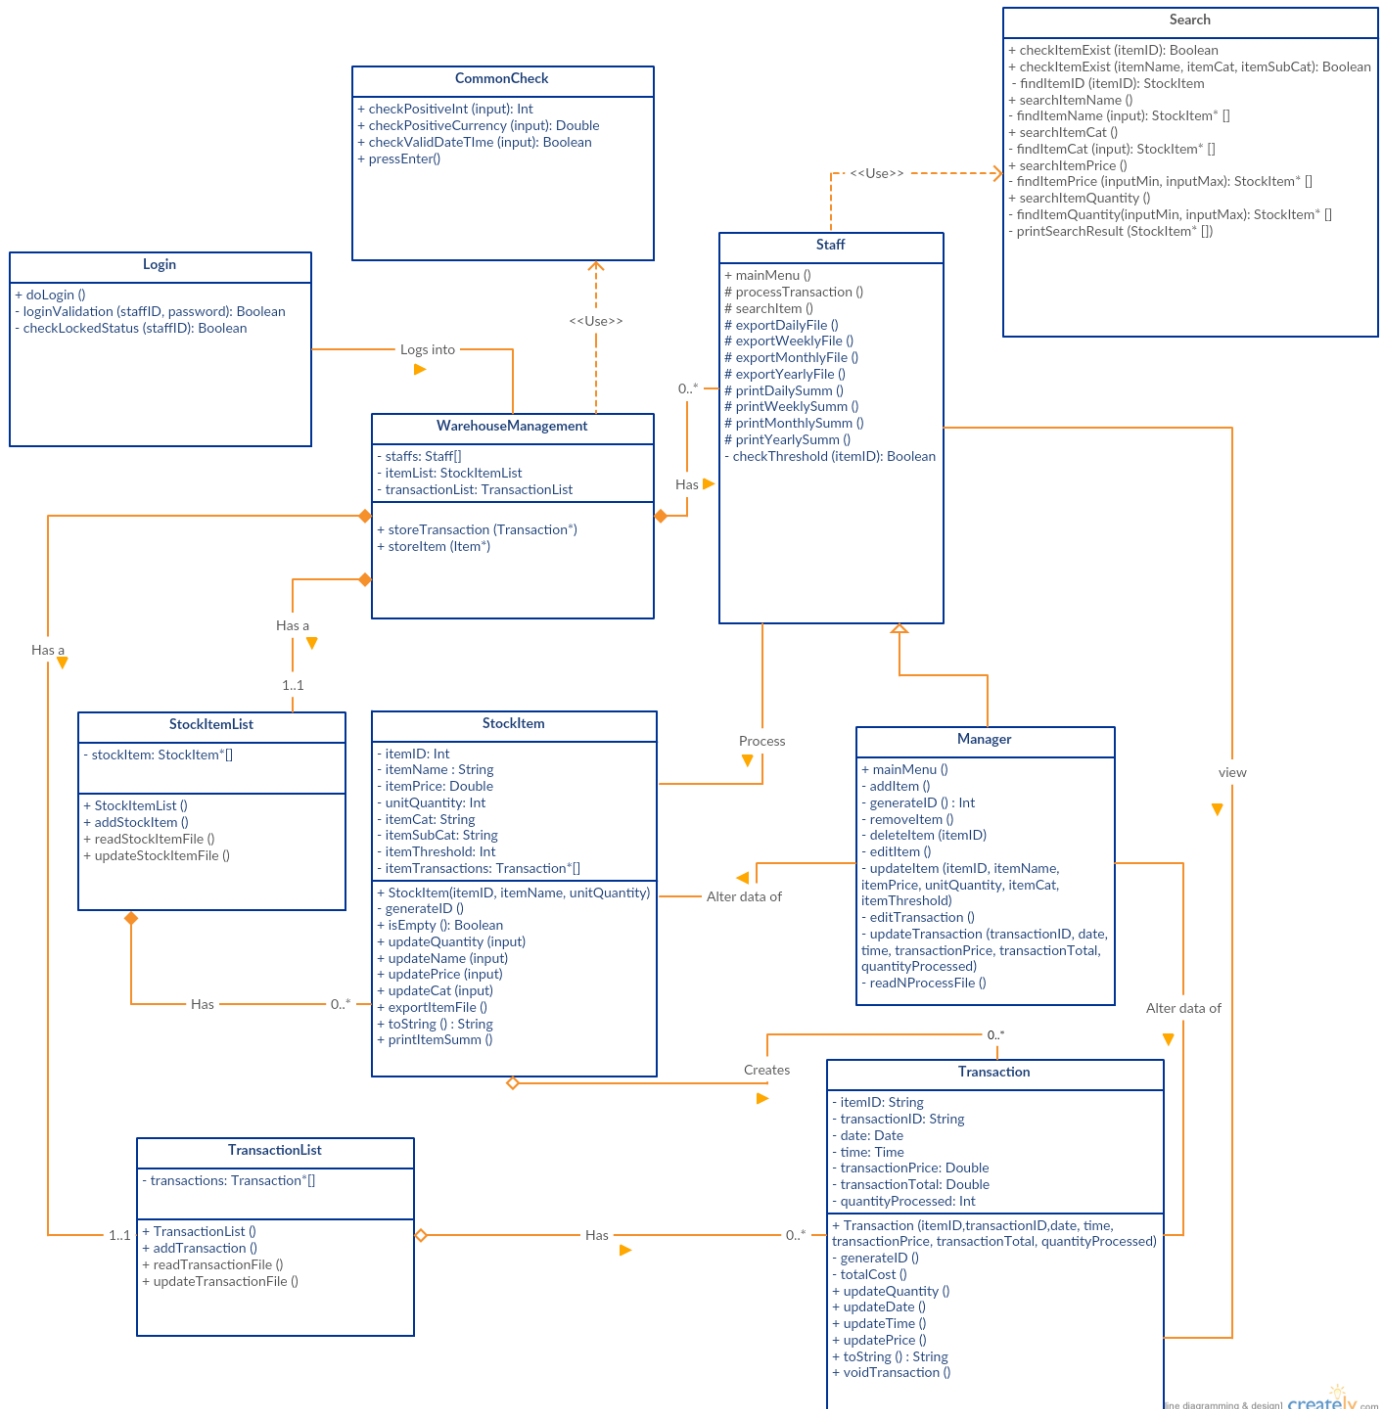 Search
+ checkItemExist (itemID): Boolean
+ checkItemExist (itemName, itemCat, itemSubCat): Boolean
- findItemID (itemID): StockItem
+ searchItemName ()
- findItemName (input): StockItem* []
+ searchItemCat ()
- findItemCat (input): StockItem* []
+ searchItemPrice ()
- findItemPrice (inputMin, inputMax): StockItem* []
+ searchItemQuantity ()
- findItemQuantity(inputMin, inputMax): StockItem* []
- printSearchResult (StockItem* [])
CommonCheck
+ checkPositiveInt (input): Int
+ checkPositiveCurrency (input): Double
+ checkValidDateTIme (input): Boolean
+ pressEnter()
<<Use>>
Staff
+ mainMenu ()
# processTransaction ()
# searchItem ()
# exportDailyFile ()
# exportWeeklyFile ()
# exportMonthlyFile ()
# exportYearlyFile ()
# printDailySumm ()
# printWeeklySumm ()
# printMonthlySumm ()
# printYearlySumm ()
- checkThreshold (itemID): Boolean
Login
+ doLogin ()
- loginValidation (staffID, password): Boolean
- checkLockedStatus (staffID): Boolean
<<Use>>
Logs into
0..*
WarehouseManagement
- staffs: Staff[]
- itemList: StockItemList
- transactionList: TransactionList
+ storeTransaction (Transaction*)
+ storeItem (Item*)
Has
Has a
Has a
1..1
StockItemList
- stockItem: StockItem*[]
+ StockItemList ()
+ addStockItem ()
+ readStockItemFile ()
+ updateStockItemFile ()
StockItem
- itemID: Int
- itemName : String
- itemPrice: Double
- unitQuantity: Int
- itemCat: String
- itemSubCat: String
- itemThreshold: Int
- itemTransactions: Transaction*[]
+ StockItem(itemID, itemName, unitQuantity)
- generateID ()
+ isEmpty (): Boolean
+ updateQuantity (input)
+ updateName (input)
+ updatePrice (input)
+ updateCat (input)
+ exportItemFile ()
+ toString () : String
+ printItemSumm ()
Process
Manager
+ mainMenu ()
- addItem ()
- generateID () : Int
- removeItem ()
- deleteItem (itemID)
- editItem ()
- updateItem (itemID, itemName,
itemPrice, unitQuantity, itemCat,
itemThreshold)
- editTransaction ()
- updateTransaction (transactionID, date,
time, transactionPrice, transactionTotal,
quantityProcessed)
- readNProcessFile ()
view
Alter data of
Has
0..*
Alter data of
0..*
Creates
Transaction
- itemID: String
- transactionID: String
- date: Date
- time: Time
- transactionPrice: Double
- transactionTotal: Double
- quantityProcessed: Int
+ Transaction (itemID,transactionID,date, time,
transactionPrice, transactionTotal, quantityProcessed)
- generateID ()
- totalCost ()
+ updateQuantity ()
+ updateDate ()
+ updateTime ()
+ updatePrice ()
+ toString () : String
+ voidTransaction ()
TransactionList
- transactions: Transaction*[]
+ TransactionList ()
+ addTransaction ()
+ readTransactionFile ()
+ updateTransactionFile ()
1..1
Has
0..*
line diagramming & design] creately.com